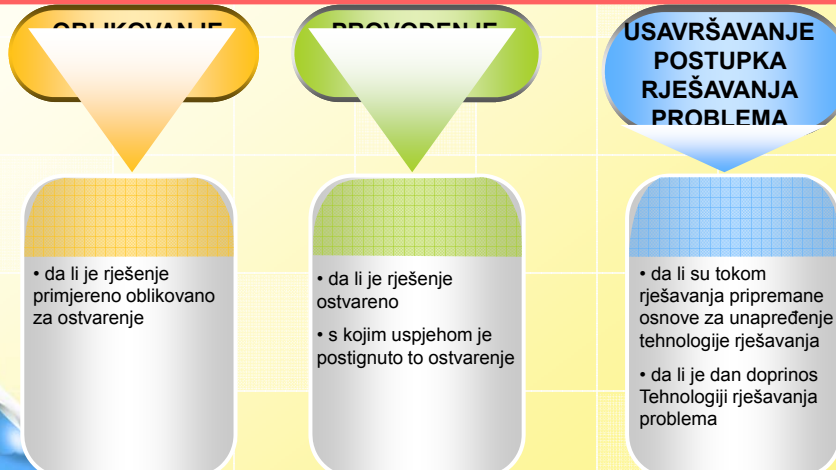 OBLIKOVANJE
• da li je rješenje
primjereno oblikovano
za ostvarenje
PROVOĐENJE
• da li je rješenje
ostvareno
• s kojim uspjehom je
postignuto to ostvarenje
USAVRŠAVANJE
POSTUPKA
RJEŠAVANJA
PROBLEMA
• da li su tokom
rješavanja pripremane
osnove za unapređenje
tehnologije rješavanja
• da li je dan doprinos
Tehnologiji rješavanja
problema